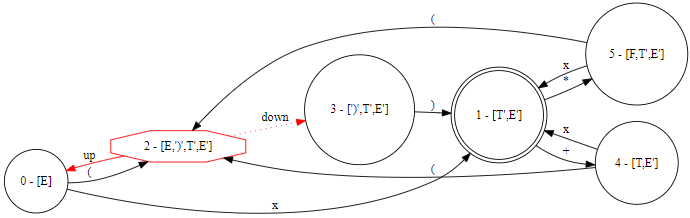 (
5 - [F,T',E']
x
*
3 - [')',T',E']
)
1 - [T',E']
down
2 - [E,')',T',E']
+
x
up
(
4 - [T,E']
(
0 - [E]
x